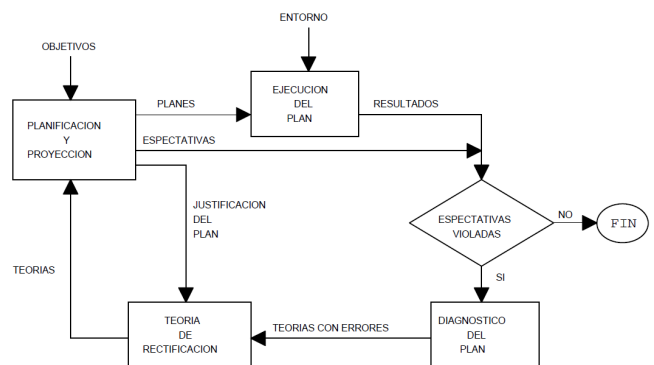 ENTORNO
OBJETIVOS
EJECUCION
DEL
PLAN
PLANES
RESULTADOS
PLANIFICACION
Y
PROYECCION
ESPECTATIVAS
JUSTIFICACION
DEL
PLAN
ESPECTATIVAS
VIOLADAS
NO
FIN
SI
TEORIAS
TEORIA
DE
RECTIFICACION
TEORIAS CON ERRORES
DIAGNOSTICO
DEL
PLAN